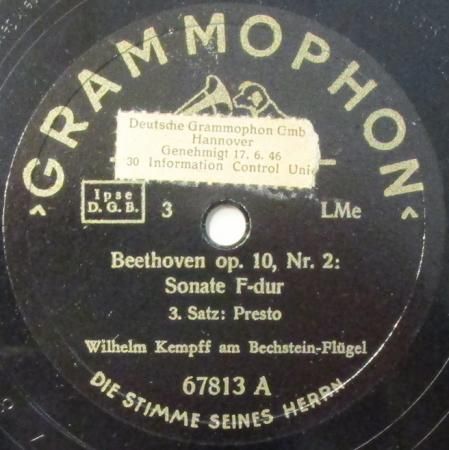 › GRAMMOPHON ‹
Deutsche Grammophon Gmb
Hannover
Genehmigt 17. 6. 46
30 Information Control Uni
Ipse
D. G. B.
3
LMe
Beethoven op. 10, Nr. 2:
Sonate F-dur
3. Satz: Presto
Wilhelm Kempff am Bechstein-Flügel
67813 A
DIE STIMME SEINES HERRN